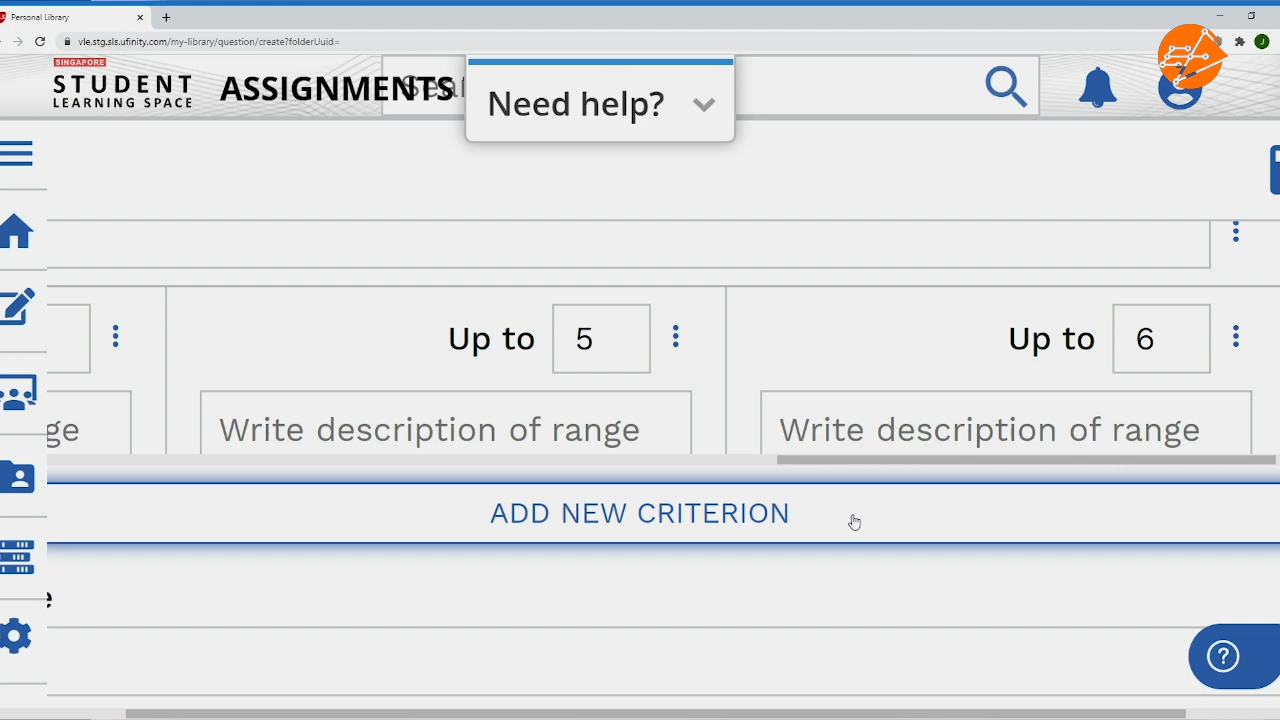 Personal Library
vle.stg.sls.ufinity.com/my-library/question/create?folderUuid=
SINGAPORE
STUDENT
LEARNING SPACE
ASSIGNMENTS
Need help?
Up to 5
Up to 6
ge
Write description of range
Write description of range
ADD NEW CRITERION
e
?